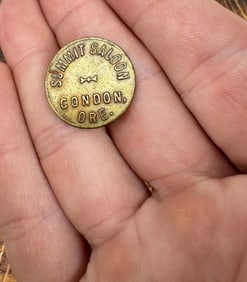 SUMMIT SALOON
CONDON,
ORE.